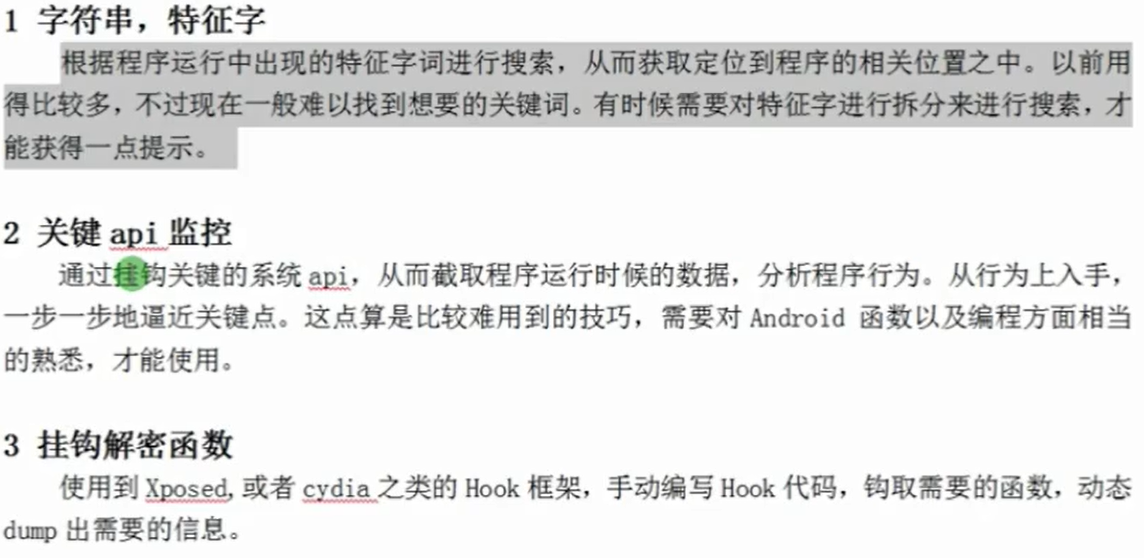 1 字符串，特征字
根据程序运行中出现的特征字词进行搜索，从而获取定位到程序的相关位置之中。以前用
得比较多，不过现在一般难以找到想要的关键词。有时候需要对特征字进行拆分来进行搜索，才
能获得一点提示。
2 关键 api 监控
通过挂钩关键的系统 api，从而截取程序运行时候的数据，分析程序行为。从行为上入手，
一步一步地逼近关键点。这点算是比较难用到的技巧，需要对 Android 函数以及编程方面相当
的熟悉，才能使用。
3 挂钩解密函数
使用到 Xposed,或者 cydia 之类的 Hook 框架，手动编写 Hook 代码，钩取需要的函数，动态
dump 出需要的信息。